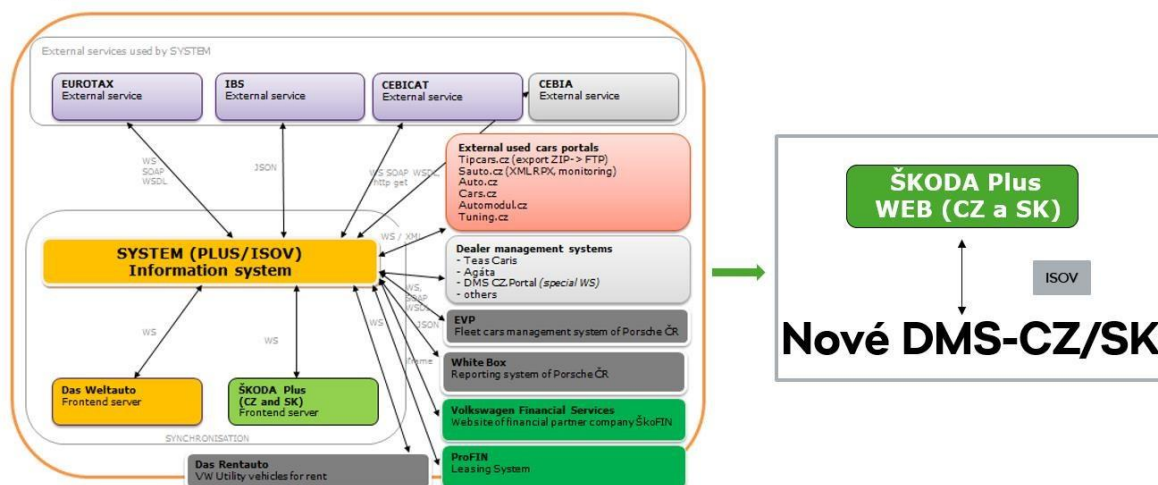 External services used by SYSTEM
EUROTAX
External service
IBS
External service
CEBICAT
External service
CEBIA
External service
WS
SOAP
WSDL
JSON
WS SOAP WSDL,
http get
External used cars portals
Tipcars.cz (export ZIP-> FTP)
Sauto.cz (XMLRPX, monitoring)
Auto.cz
Cars.cz
Automodul.cz
Tuning.cz
WS / XML
SYSTEM (PLUS/ISOV)
Information system
Dealer management systems
- Teas Caris
- Agáta
- DMS CZ.Portal (special WS)
- others
WS,
SOAP
WSDL
WS
JSON
EVP
Fleet cars management system of Porsche ČR
WS
WS
White Box
Reporting system of Porsche ČR
Das Weltauto
Frontend server
ŠKODA Plus
(CZ and SK)
Frontend server
Volkswagen Financial Services
Website of financial partner company ŠkoFIN
SYNCHRONISATION
Das Rentauto
VW Utility vehicles for rent
ProFIN
Leasing System
ŠKODA Plus
WEB (CZ a SK)
ISOV
Nové DMS-CZ/SK